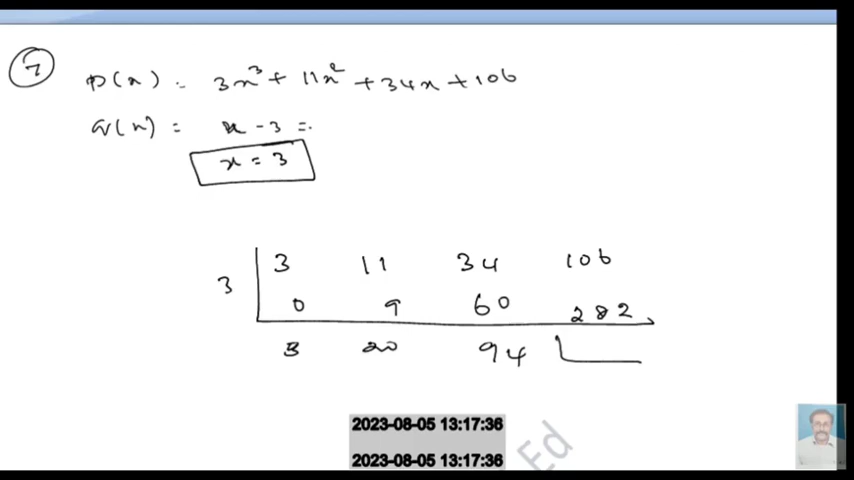 7
p(x) = 3x³ + 11x² + 34x + 106
q(x) = x - 3 =
x = 3
3 | 3 11 34 106
0 9 60 282
3 20 94
2023-08-05 13:17:36
2023-08-05 13:17:36
Ed